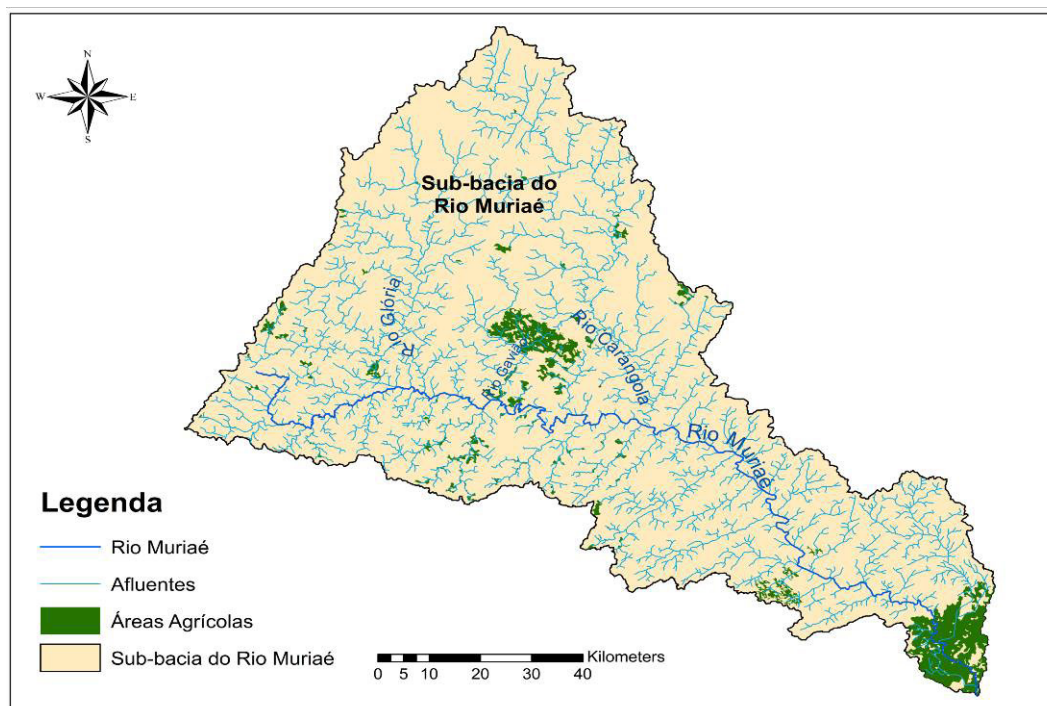 N
W
E
S
Sub-bacia do
Rio Muriaé
Rio Glória
Rio Gavião
Rio Carangola
Rio Muriaé
Legenda
Rio Muriaé
Afluentes
Áreas Agrícolas
Sub-bacia do Rio Muriaé
Kilometers
0 5 10 20 30 40